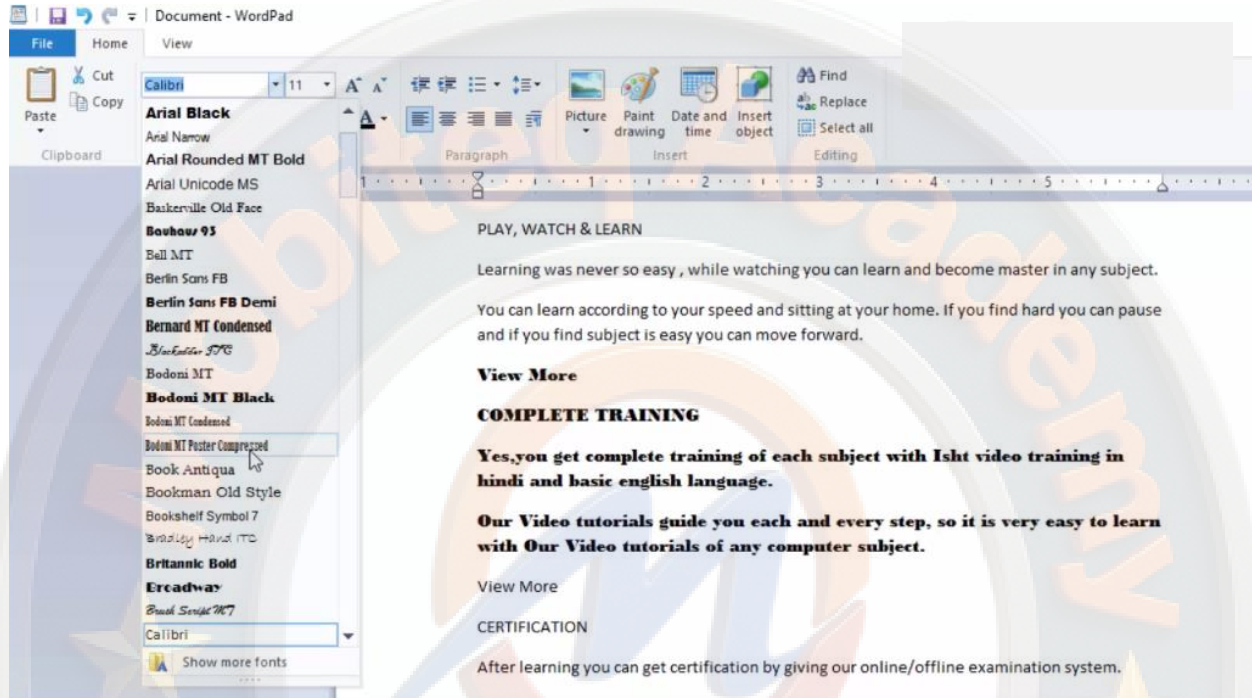 Document - WordPad
File Home View
Paste
Cut
Copy
Clipboard
Calibri 11
A A
A
Paragraph
Picture
Paint drawing
Date and time
Insert object
Insert
Find
Replace
Select all
Editing
Arial Black
Arial Narrow
Arial Rounded MT Bold
Arial Unicode MS
Baskerville Old Face
Bauhaus 93
Bell MT
Berlin Sans FB
Berlin Sans FB Demi
Bernard MT Condensed
Blackadder ITC
Bodoni MT
Bodoni MT Black
Bodoni MT Condensed
Bodoni MT Poster Compressed
Book Antiqua
Bookman Old Style
Bookshelf Symbol 7
Bradley Hand ITC
Britannic Bold
Broadway
Brush Script MT
Calibri
Show more fonts
1 1 2 3 4 5
PLAY, WATCH & LEARN
Learning was never so easy , while watching you can learn and become master in any subject.
You can learn according to your speed and sitting at your home. If you find hard you can pause
and if you find subject is easy you can move forward.
View More
COMPLETE TRAINING
Yes,you get complete training of each subject with Isht video training in
hindi and basic english language.
Our Video tutorials guide you each and every step, so it is very easy to learn
with Our Video tutorials of any computer subject.
View More
CERTIFICATION
After learning you can get certification by giving our online/offline examination system.
Academy